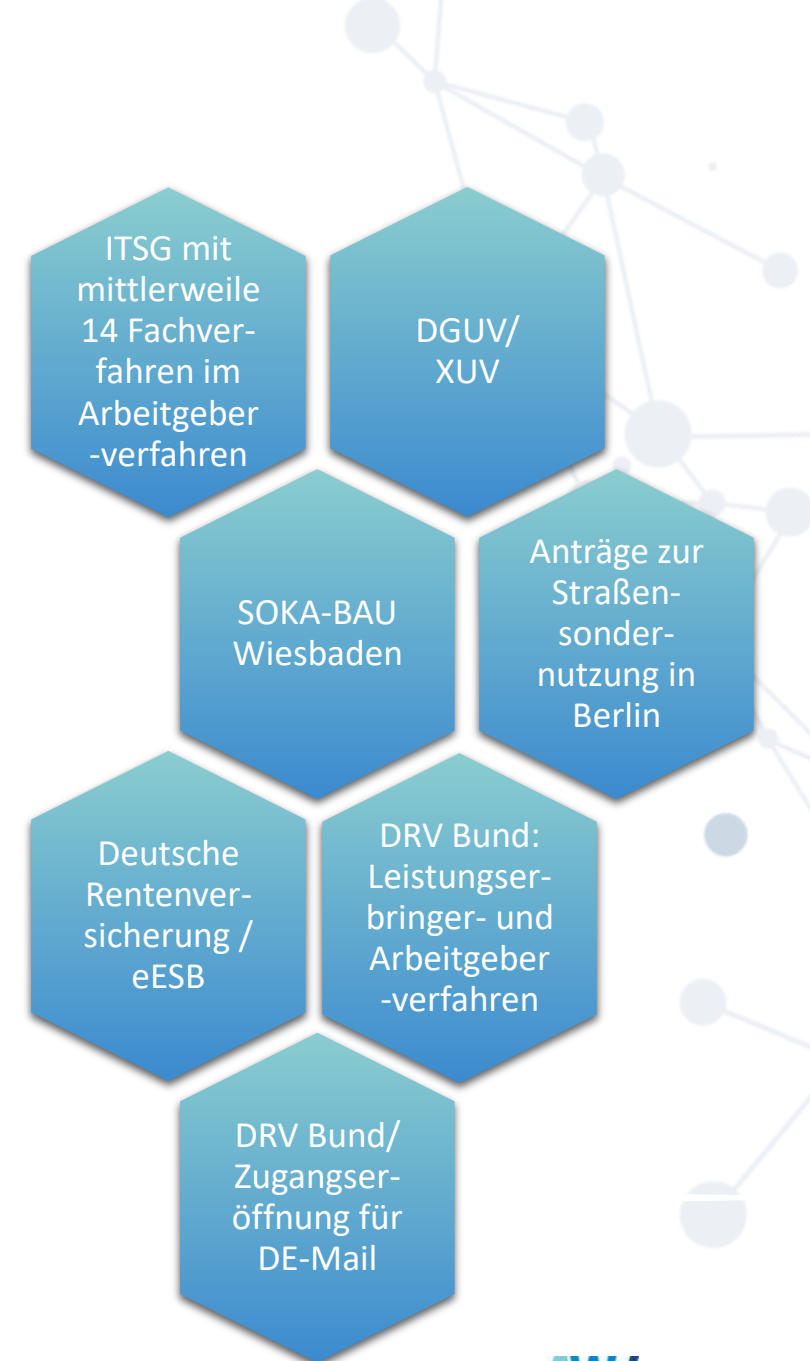 ITSG mit
mittlerweile
14 Fachver-
fahren im
Arbeitgeber
-verfahren
DGUV/
XUV
SOKA-BAU
Wiesbaden
Anträge zur
Straßen-
sonder-
nutzung in
Berlin
Deutsche
Rentenver-
sicherung /
eESB
DRV Bund:
Leistungser-
bringer- und
Arbeitgeber
-verfahren
DRV Bund/
Zugangser-
öffnung für
DE-Mail